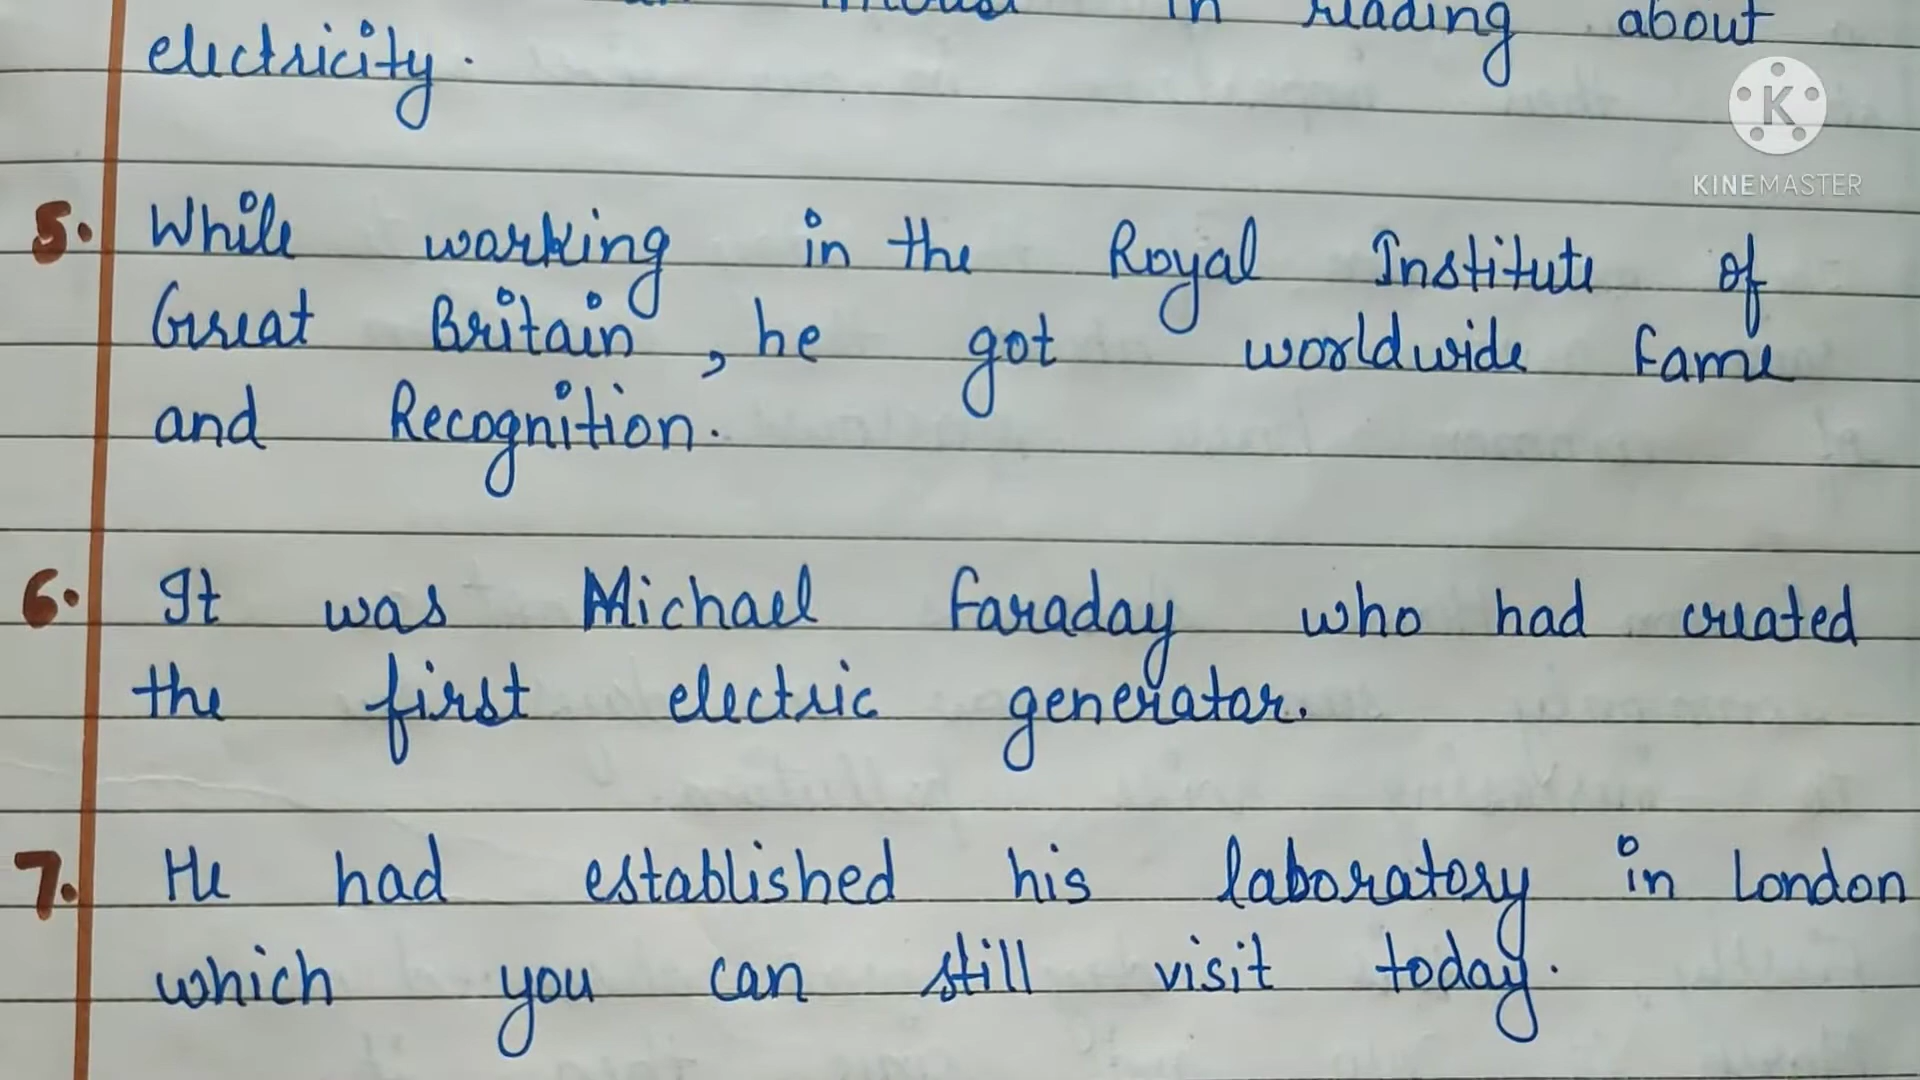 in reading about
electricity.
5. While working in the Royal Institute of
Great Britain, he got worldwide fame
and Recognition.
6. It was Michael Faraday who had created
the first electric generator.
7. He had established his laboratory in London
which you can still visit today.
K
KINEMASTER